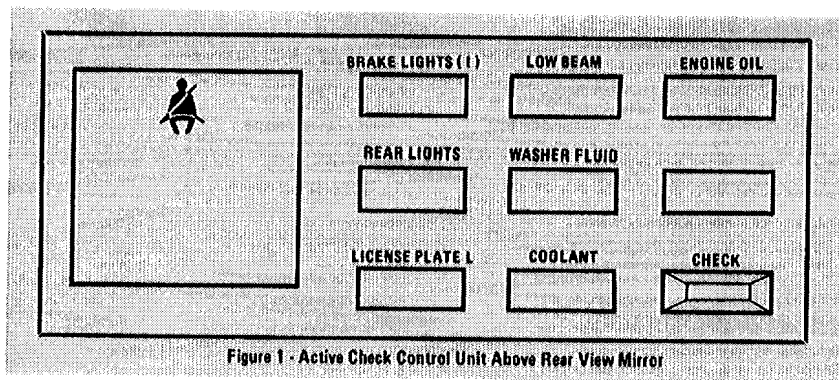 BRAKE LIGHTS (I) LOW BEAM ENGINE OIL
REAR LIGHTS WASHER FLUID
LICENSE PLATE L COOLANT CHECK
Figure 1 - Active Check Control Unit Above Rear View Mirror